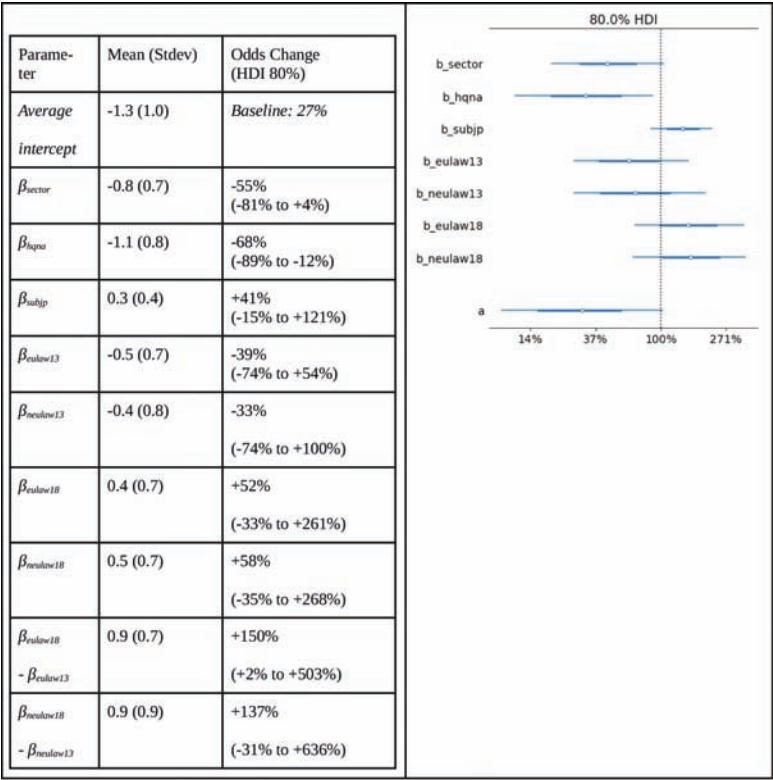 Parame-
ter
Mean (Stdev)
Odds Change
(HDI 80%)
Average
intercept
-1.3 (1.0)
Baseline: 27%
βsector
-0.8 (0.7)
-55%
(-81% to +4%)
βhqna
-1.1 (0.8)
-68%
(-89% to -12%)
βsubjp
0.3 (0.4)
+41%
(-15% to +121%)
βeulaw13
-0.5 (0.7)
-39%
(-74% to +54%)
βneulaw13
-0.4 (0.8)
-33%
(-74% to +100%)
βeulaw18
0.4 (0.7)
+52%
(-33% to +261%)
βneulaw18
0.5 (0.7)
+58%
(-35% to +268%)
βeulaw18
- βeulaw13
0.9 (0.7)
+150%
(+2% to +503%)
βneulaw18
- βneulaw13
0.9 (0.9)
+137%
(-31% to +636%)
80.0% HDI
b_sector
b_hqna
b_subjp
b_eulaw13
b_neulaw13
b_eulaw18
b_neulaw18
a
14% 37% 100% 271%